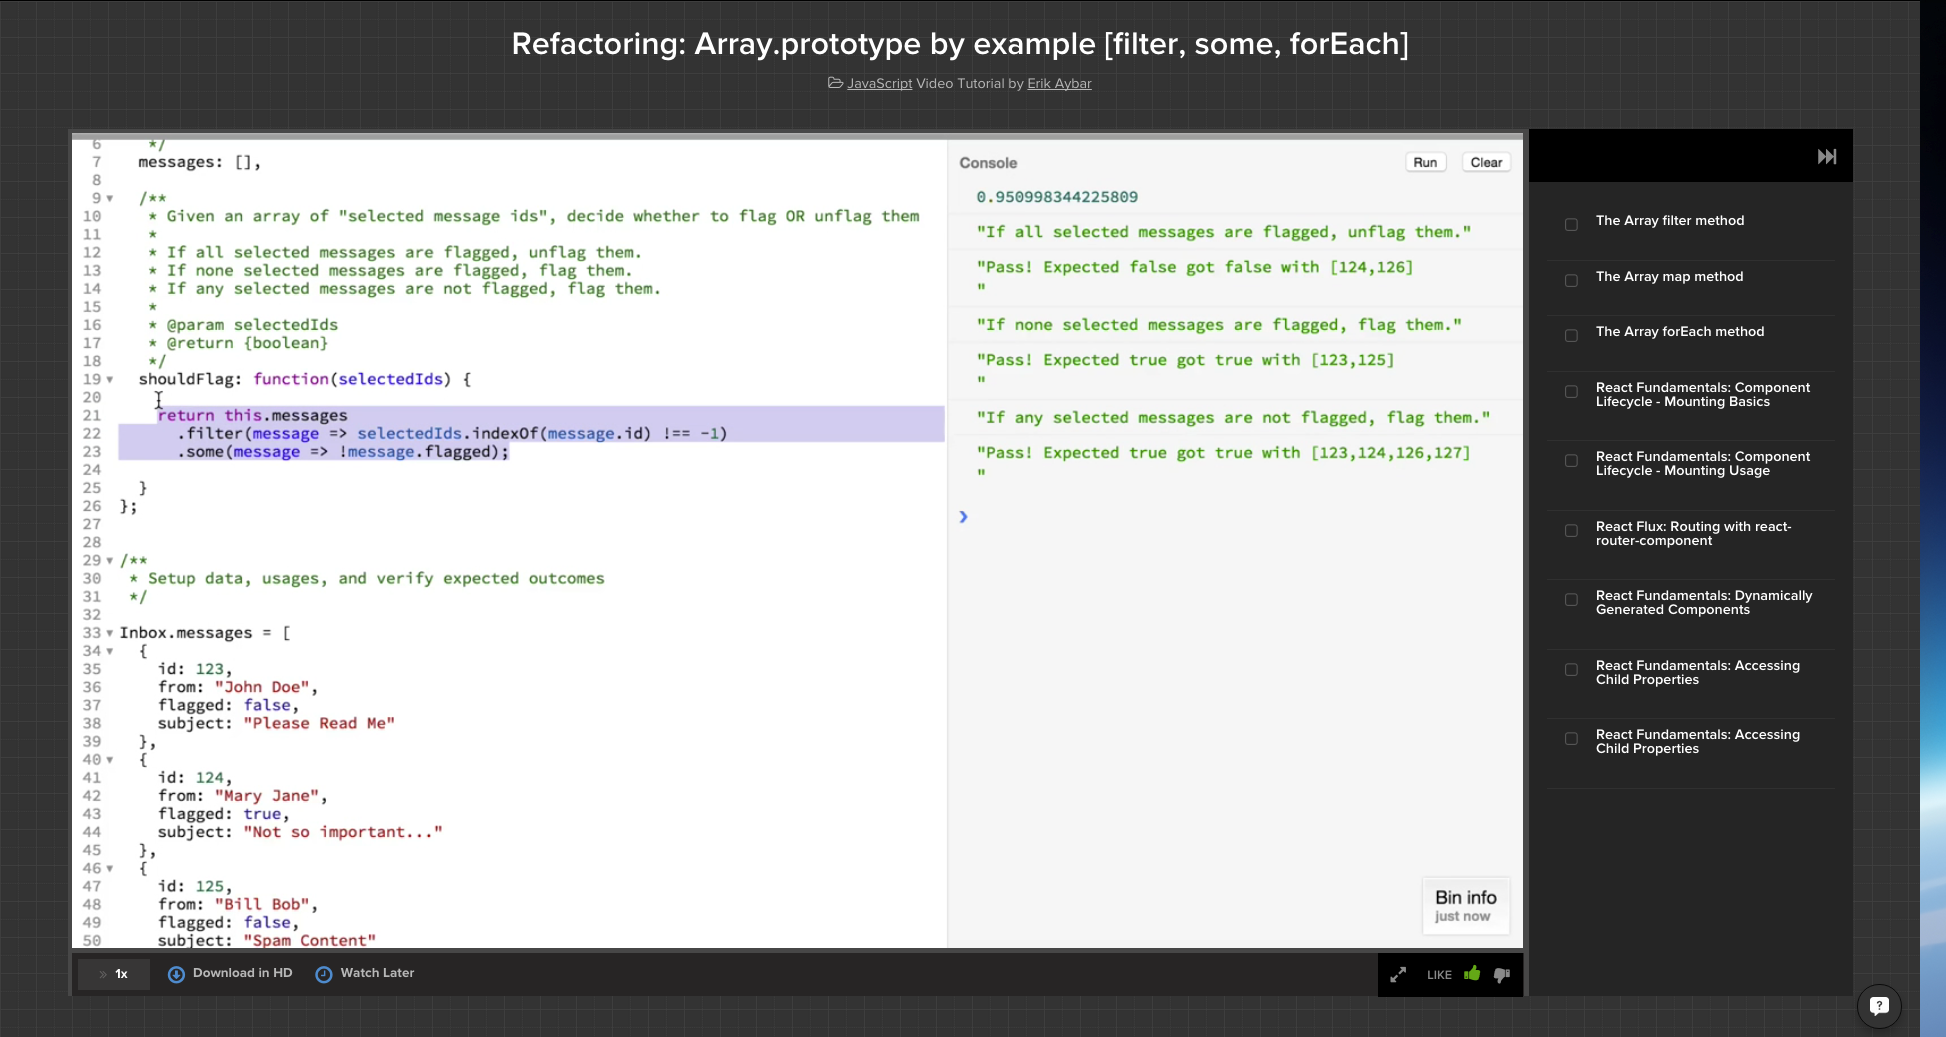 Refactoring: Array.prototype by example [filter, some, forEach]
JavaScript Video Tutorial by Erik Aybar
6 */
7 messages: [],
8
9 /**
10 * Given an array of "selected message ids", decide whether to flag OR unflag them
11 *
12 * If all selected messages are flagged, unflag them.
13 * If none selected messages are flagged, flag them.
14 * If any selected messages are not flagged, flag them.
15 *
16 * @param selectedIds
17 * @return {boolean}
18 */
19 shouldFlag: function(selectedIds) {
20
21 return this.messages
22 .filter(message => selectedIds.indexOf(message.id) !== -1)
23 .some(message => !message.flagged);
24
25 }
26 };
27
28
29 /**
30 * Setup data, usages, and verify expected outcomes
31 */
32
33 Inbox.messages = [
34 {
35 id: 123,
36 from: "John Doe",
37 flagged: false,
38 subject: "Please Read Me"
39 },
40 {
41 id: 124,
42 from: "Mary Jane",
43 flagged: true,
44 subject: "Not so important..."
45 },
46 {
47 id: 125,
48 from: "Bill Bob",
49 flagged: false,
50 subject: "Spam Content"
Console Run Clear
0.950998344225809
"If all selected messages are flagged, unflag them."
"Pass! Expected false got false with [124,126]
"
"If none selected messages are flagged, flag them."
"Pass! Expected true got true with [123,125]
"
"If any selected messages are not flagged, flag them."
"Pass! Expected true got true with [123,124,126,127]
"
Bin info
just now
The Array filter method
The Array map method
The Array forEach method
React Fundamentals: Component
Lifecycle - Mounting Basics
React Fundamentals: Component
Lifecycle - Mounting Usage
React Flux: Routing with react-
router-component
React Fundamentals: Dynamically
Generated Components
React Fundamentals: Accessing
Child Properties
React Fundamentals: Accessing
Child Properties
» 1x Download in HD Watch Later
LIKE
?